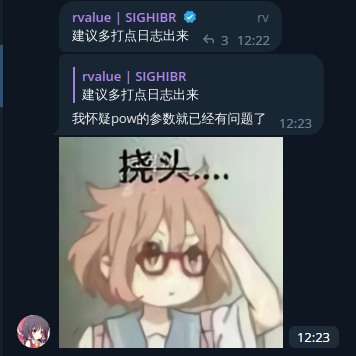 rvalue | SIGHIBR rv
建议多打点日志出来 3 12:22
rvalue | SIGHIBR
建议多打点日志出来
我怀疑pow的参数就已经有问题了 12:23
挠头....
12:23